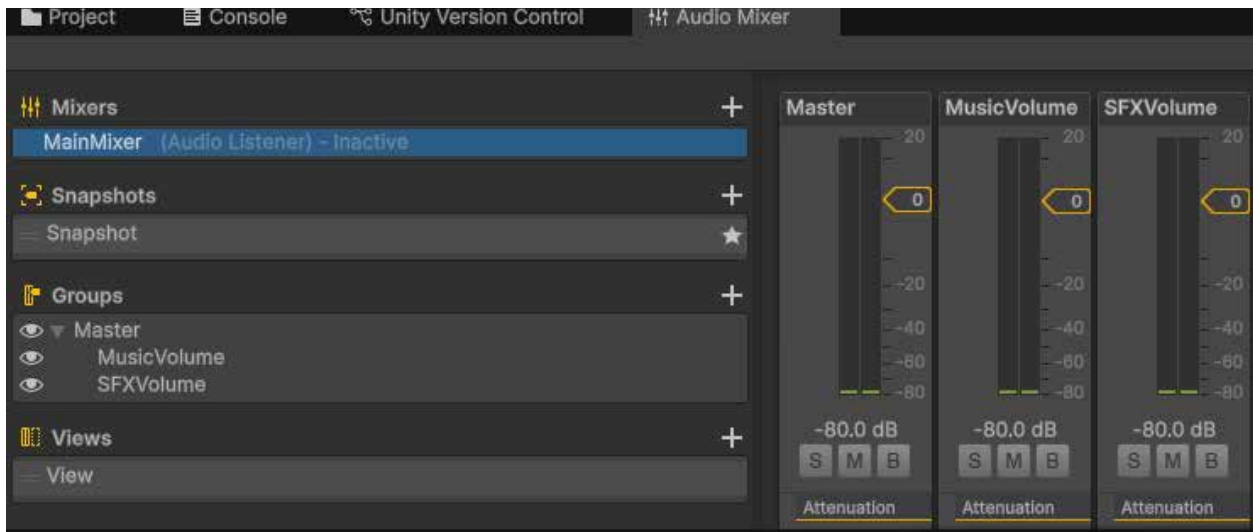 Project Console Unity Version Control Audio Mixer
Mixers
MainMixer (Audio Listener) - Inactive
Snapshots
Snapshot
Groups
Master
MusicVolume
SFXVolume
Views
View
Master MusicVolume SFXVolume
20 20 20
0 0 0
-20 -20 -20
-40 -40 -40
-60 -60 -60
-80 -80 -80
-80.0 dB -80.0 dB -80.0 dB
S M B S M B S M B
Attenuation Attenuation Attenuation